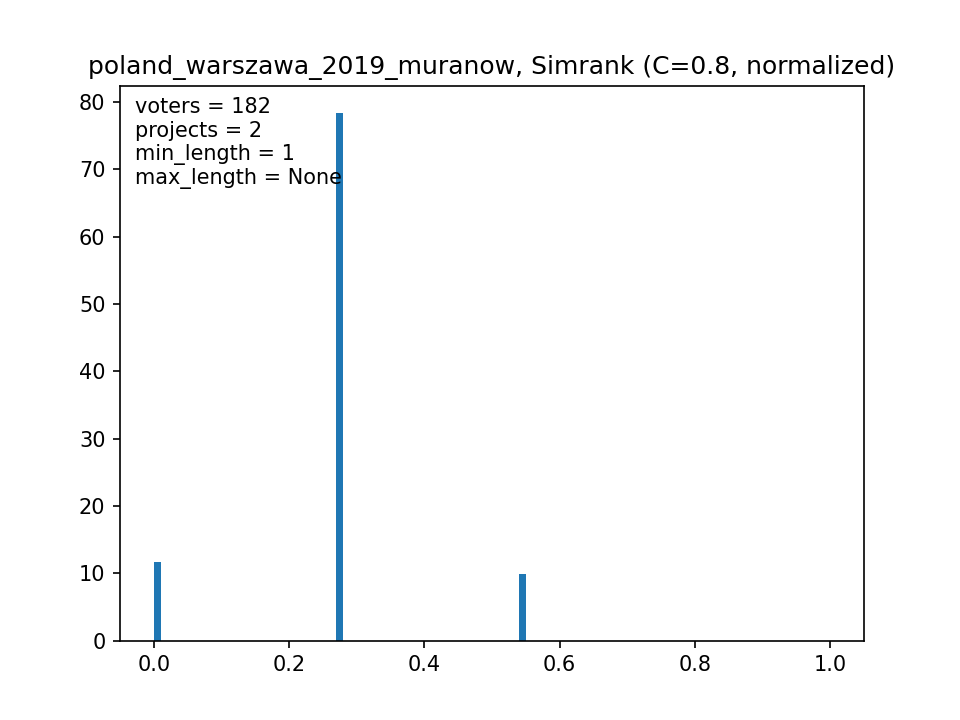 poland_warszawa_2019_muranow, Simrank (C=0.8, normalized)
voters = 182
projects = 2
min_length = 1
max_length = None
80
70
60
50
40
30
20
10
0
0.0 0.2 0.4 0.6 0.8 1.0